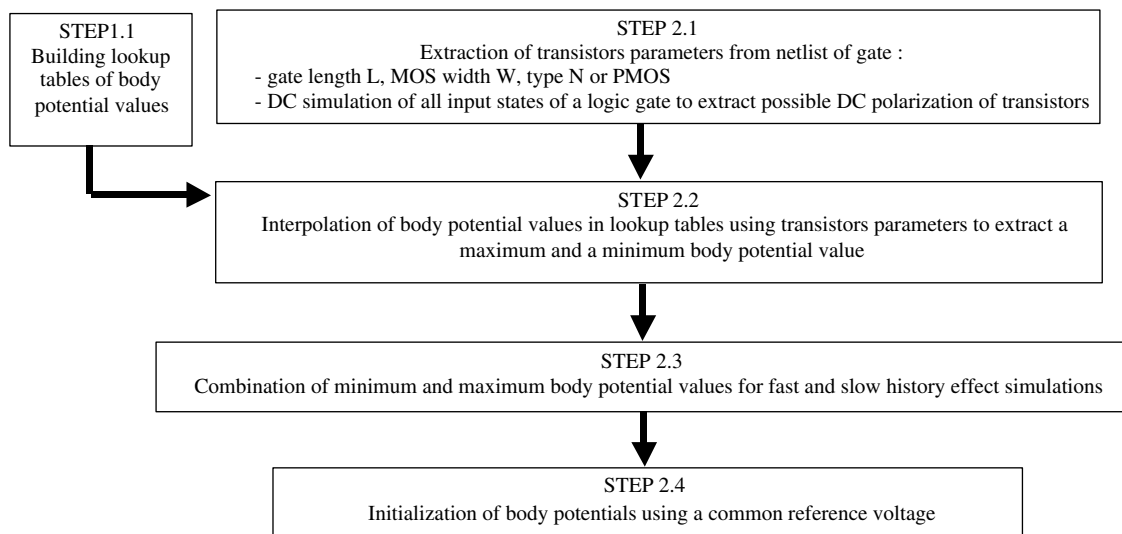 STEP1.1
Building lookup
tables of body
potential values
STEP 2.1
Extraction of transistors parameters from netlist of gate :
- gate length L, MOS width W, type N or PMOS
- DC simulation of all input states of a logic gate to extract possible DC polarization of transistors
STEP 2.2
Interpolation of body potential values in lookup tables using transistors parameters to extract a
maximum and a minimum body potential value
STEP 2.3
Combination of minimum and maximum body potential values for fast and slow history effect simulations
STEP 2.4
Initialization of body potentials using a common reference voltage